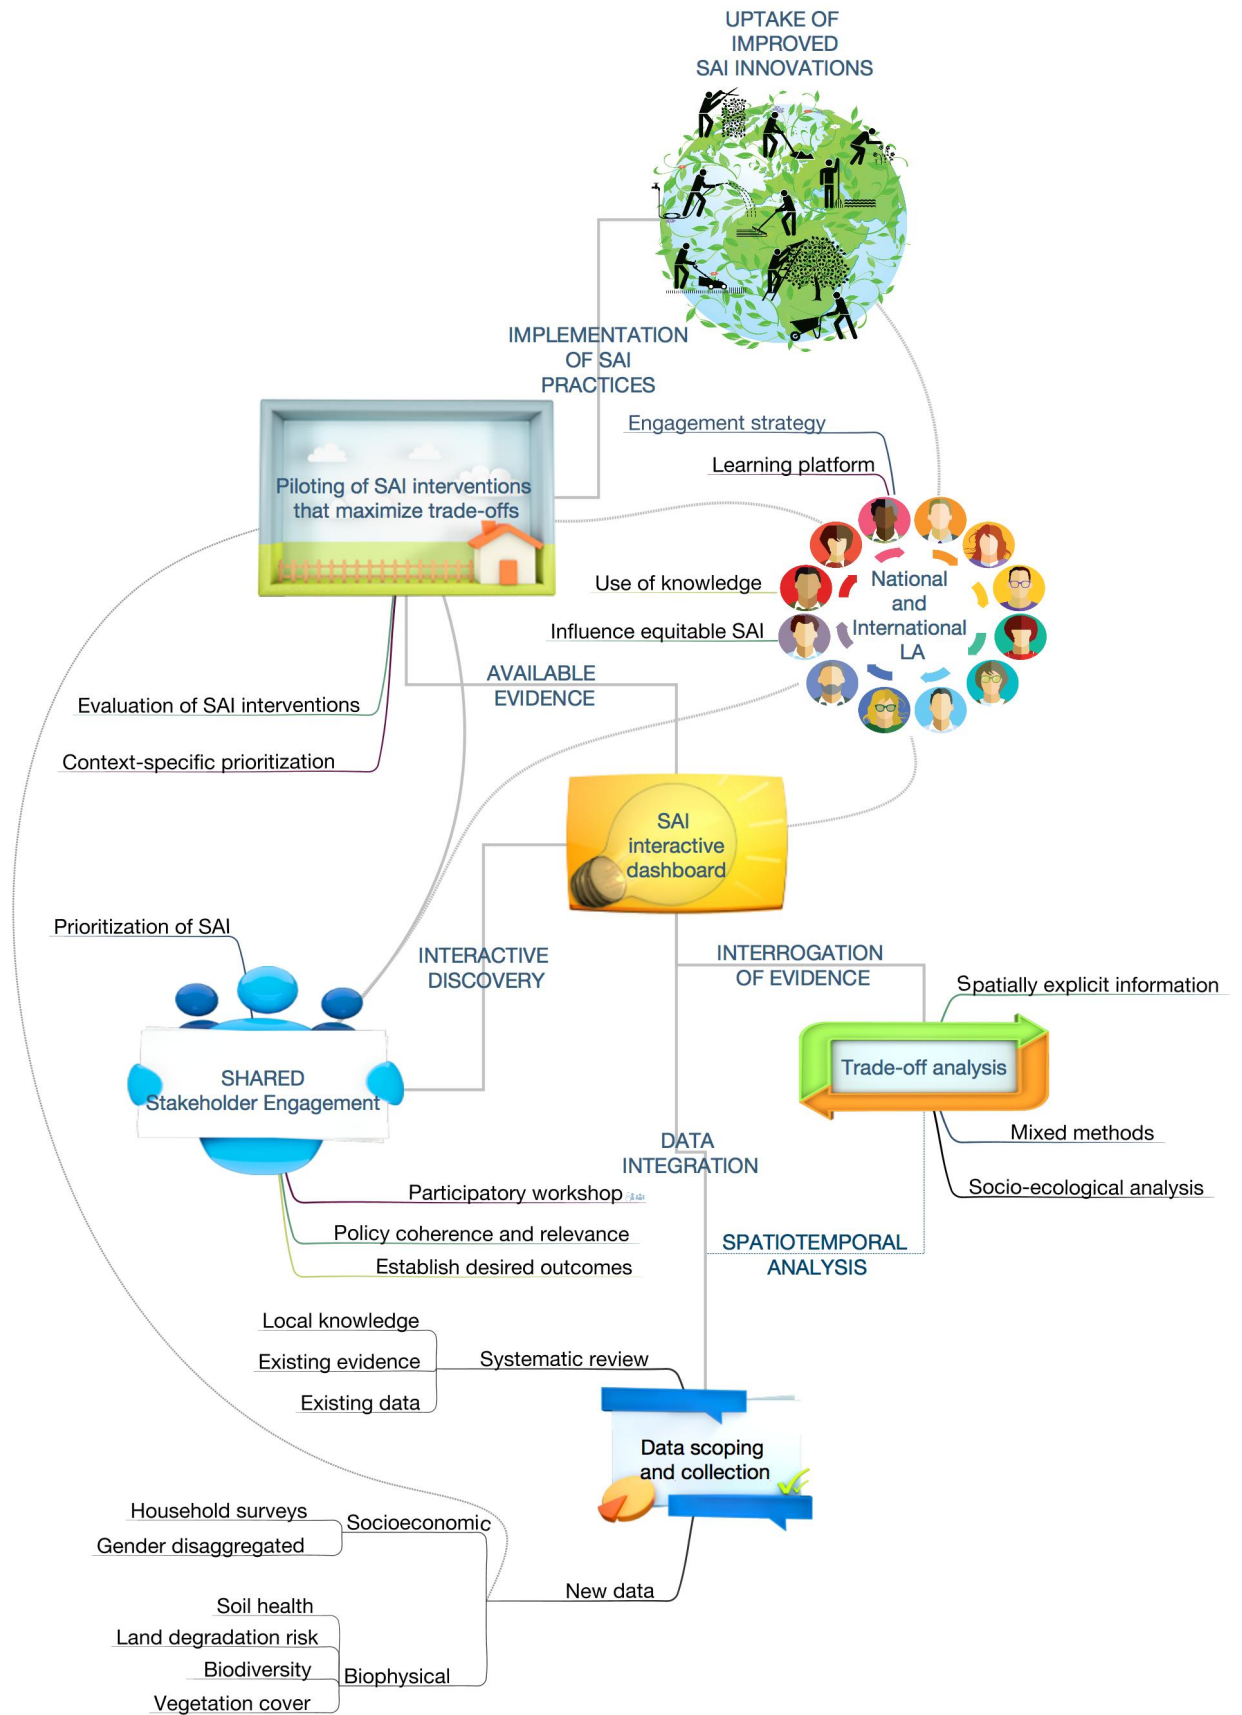 UPTAKE OF
IMPROVED
SAI INNOVATIONS
IMPLEMENTATION
OF SAI
PRACTICES
Engagement strategy
Learning platform
Piloting of SAI interventions
that maximize trade-offs
Use of knowledge
Influence equitable SAI
National
and
International
LA
AVAILABLE
EVIDENCE
Evaluation of SAI interventions
Context-specific prioritization
SAI
interactive
dashboard
Prioritization of SAI
INTERACTIVE
DISCOVERY
INTERROGATION
OF EVIDENCE
Spatially explicit information
Trade-off analysis
SHARED
Stakeholder Engagement
Mixed methods
Socio-ecological analysis
DATA
INTEGRATION
Participatory workshop
Policy coherence and relevance
Establish desired outcomes
SPATIOTEMPORAL
ANALYSIS
Local knowledge
Existing evidence
Existing data
Systematic review
Data scoping
and collection
Household surveys
Gender disaggregated
Socioeconomic
New data
Soil health
Land degradation risk
Biodiversity
Vegetation cover
Biophysical